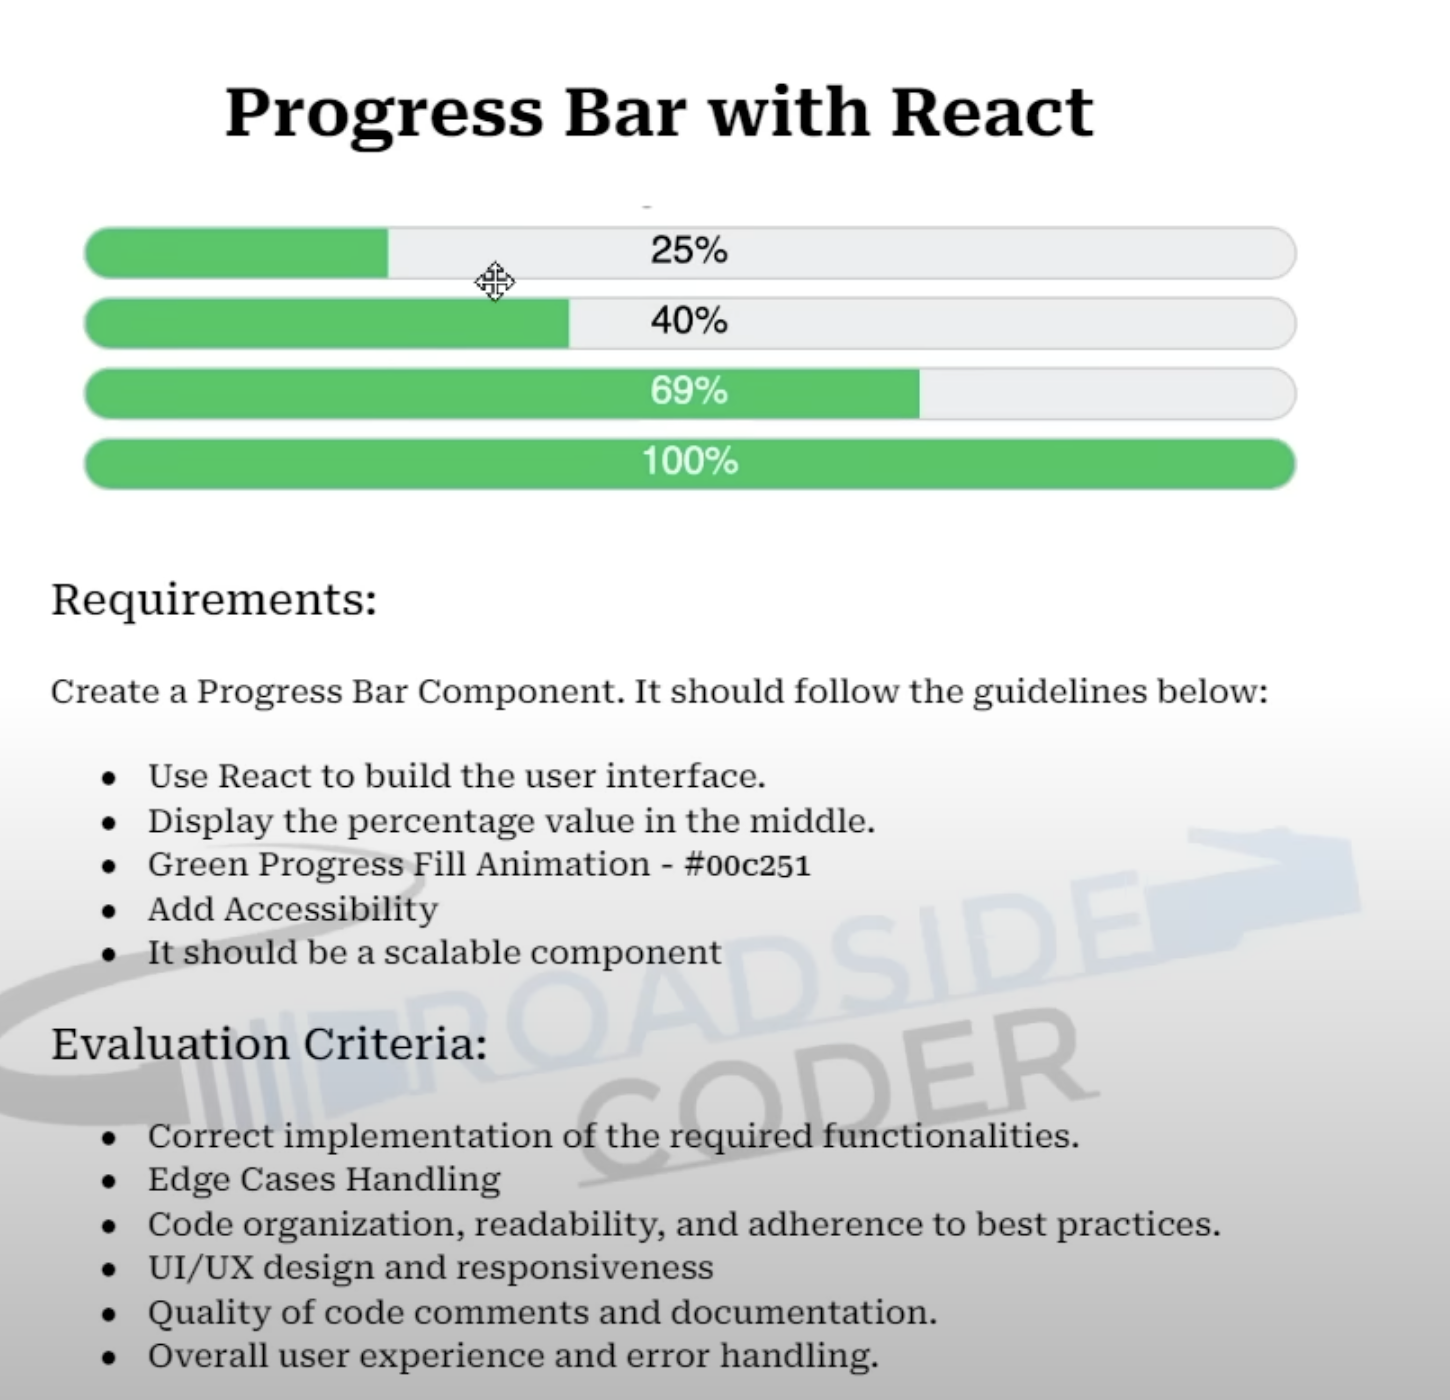 Progress Bar with React
25%
40%
69%
100%
Requirements:
Create a Progress Bar Component. It should follow the guidelines below:
• Use React to build the user interface.
• Display the percentage value in the middle.
• Green Progress Fill Animation - #00c251
• Add Accessibility
• It should be a scalable component
ROADSIDE
CODER
Evaluation Criteria:
• Correct implementation of the required functionalities.
• Edge Cases Handling
• Code organization, readability, and adherence to best practices.
• UI/UX design and responsiveness
• Quality of code comments and documentation.
• Overall user experience and error handling.